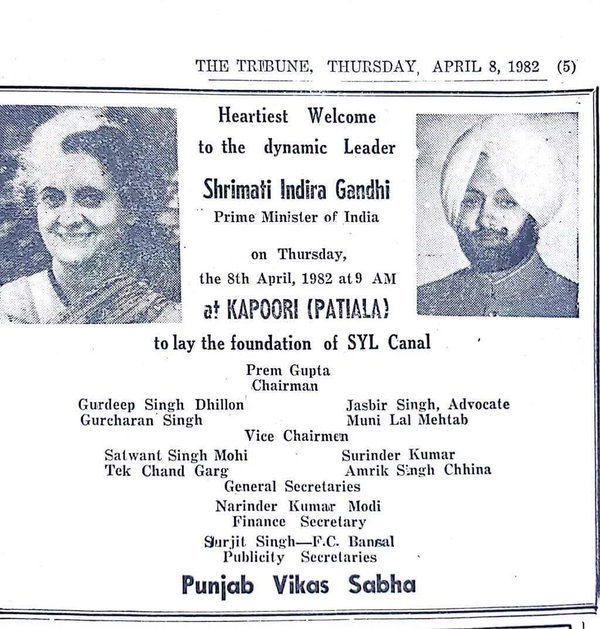 THE TRIBUNE, THURSDAY, APRIL 8, 1982 (5)
Heartiest Welcome
to the dynamic Leader
Shrimati Indira Gandhi
Prime Minister of India
on Thursday,
the 8th April, 1982 at 9 AM
at KAPOORI (PATIALA)
to lay the foundation of SYL Canal
Prem Gupta
Chairman
Gurdeep Singh Dhillon Jasbir Singh, Advocate
Gurcharan Singh Muni Lal Mehtab
Vice Chairmen
Satwant Singh Mohi Surinder Kumar
Tek Chand Garg Amrik Singh Chhina
General Secretaries
Narinder Kumar Modi
Finance Secretary
Surjit Singh—F.C. Bansal
Publicity Secretaries
Punjab Vikas Sabha